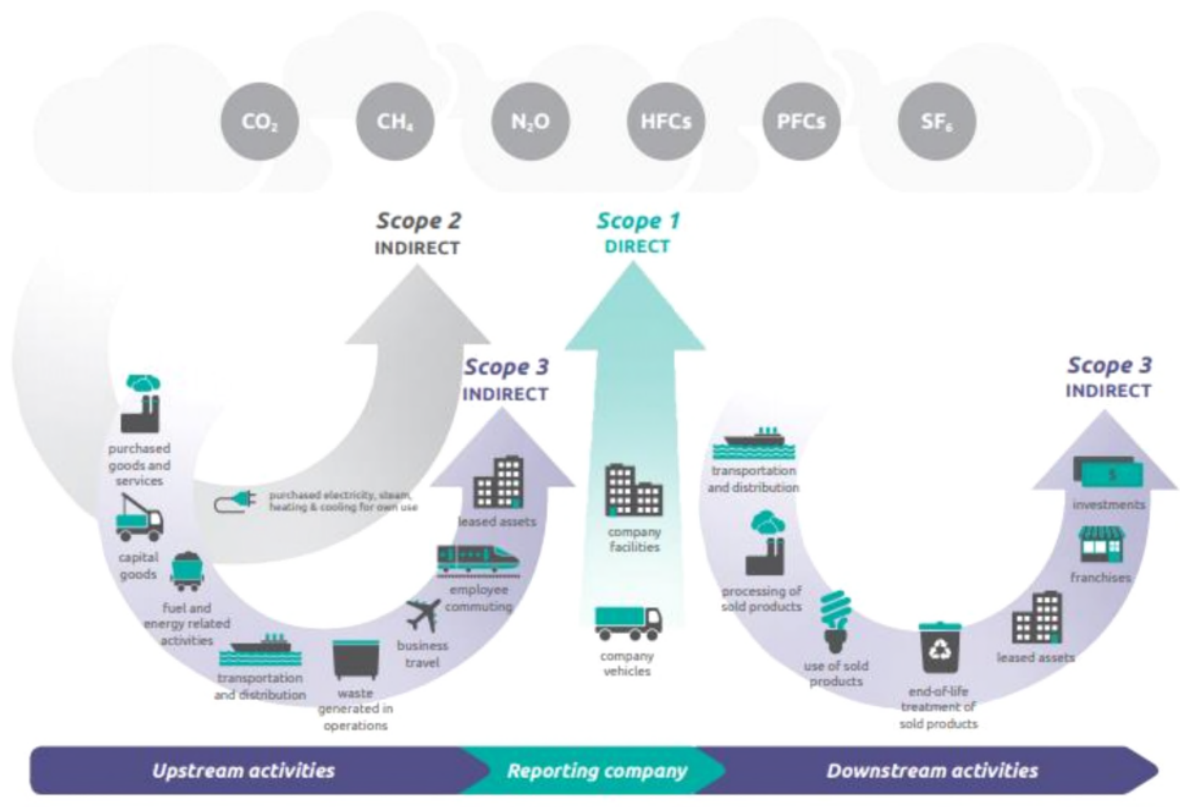 CO₂
CH₄
N₂O
HFCs
PFCs
SF₆
Scope 2
INDIRECT
Scope 1
DIRECT
Scope 3
INDIRECT
Scope 3
INDIRECT
purchased
goods and
services
capital
goods
fuel and
energy related
activities
transportation
and distribution
waste
generated in
operations
business
travel
employee
commuting
leased assets
purchased electricity, steam,
heating & cooling for own use
company
facilities
company
vehicles
transportation
and distribution
processing of
sold products
use of sold
products
end-of-life
treatment of
sold products
leased assets
franchises
$
investments
Upstream activities
Reporting company
Downstream activities